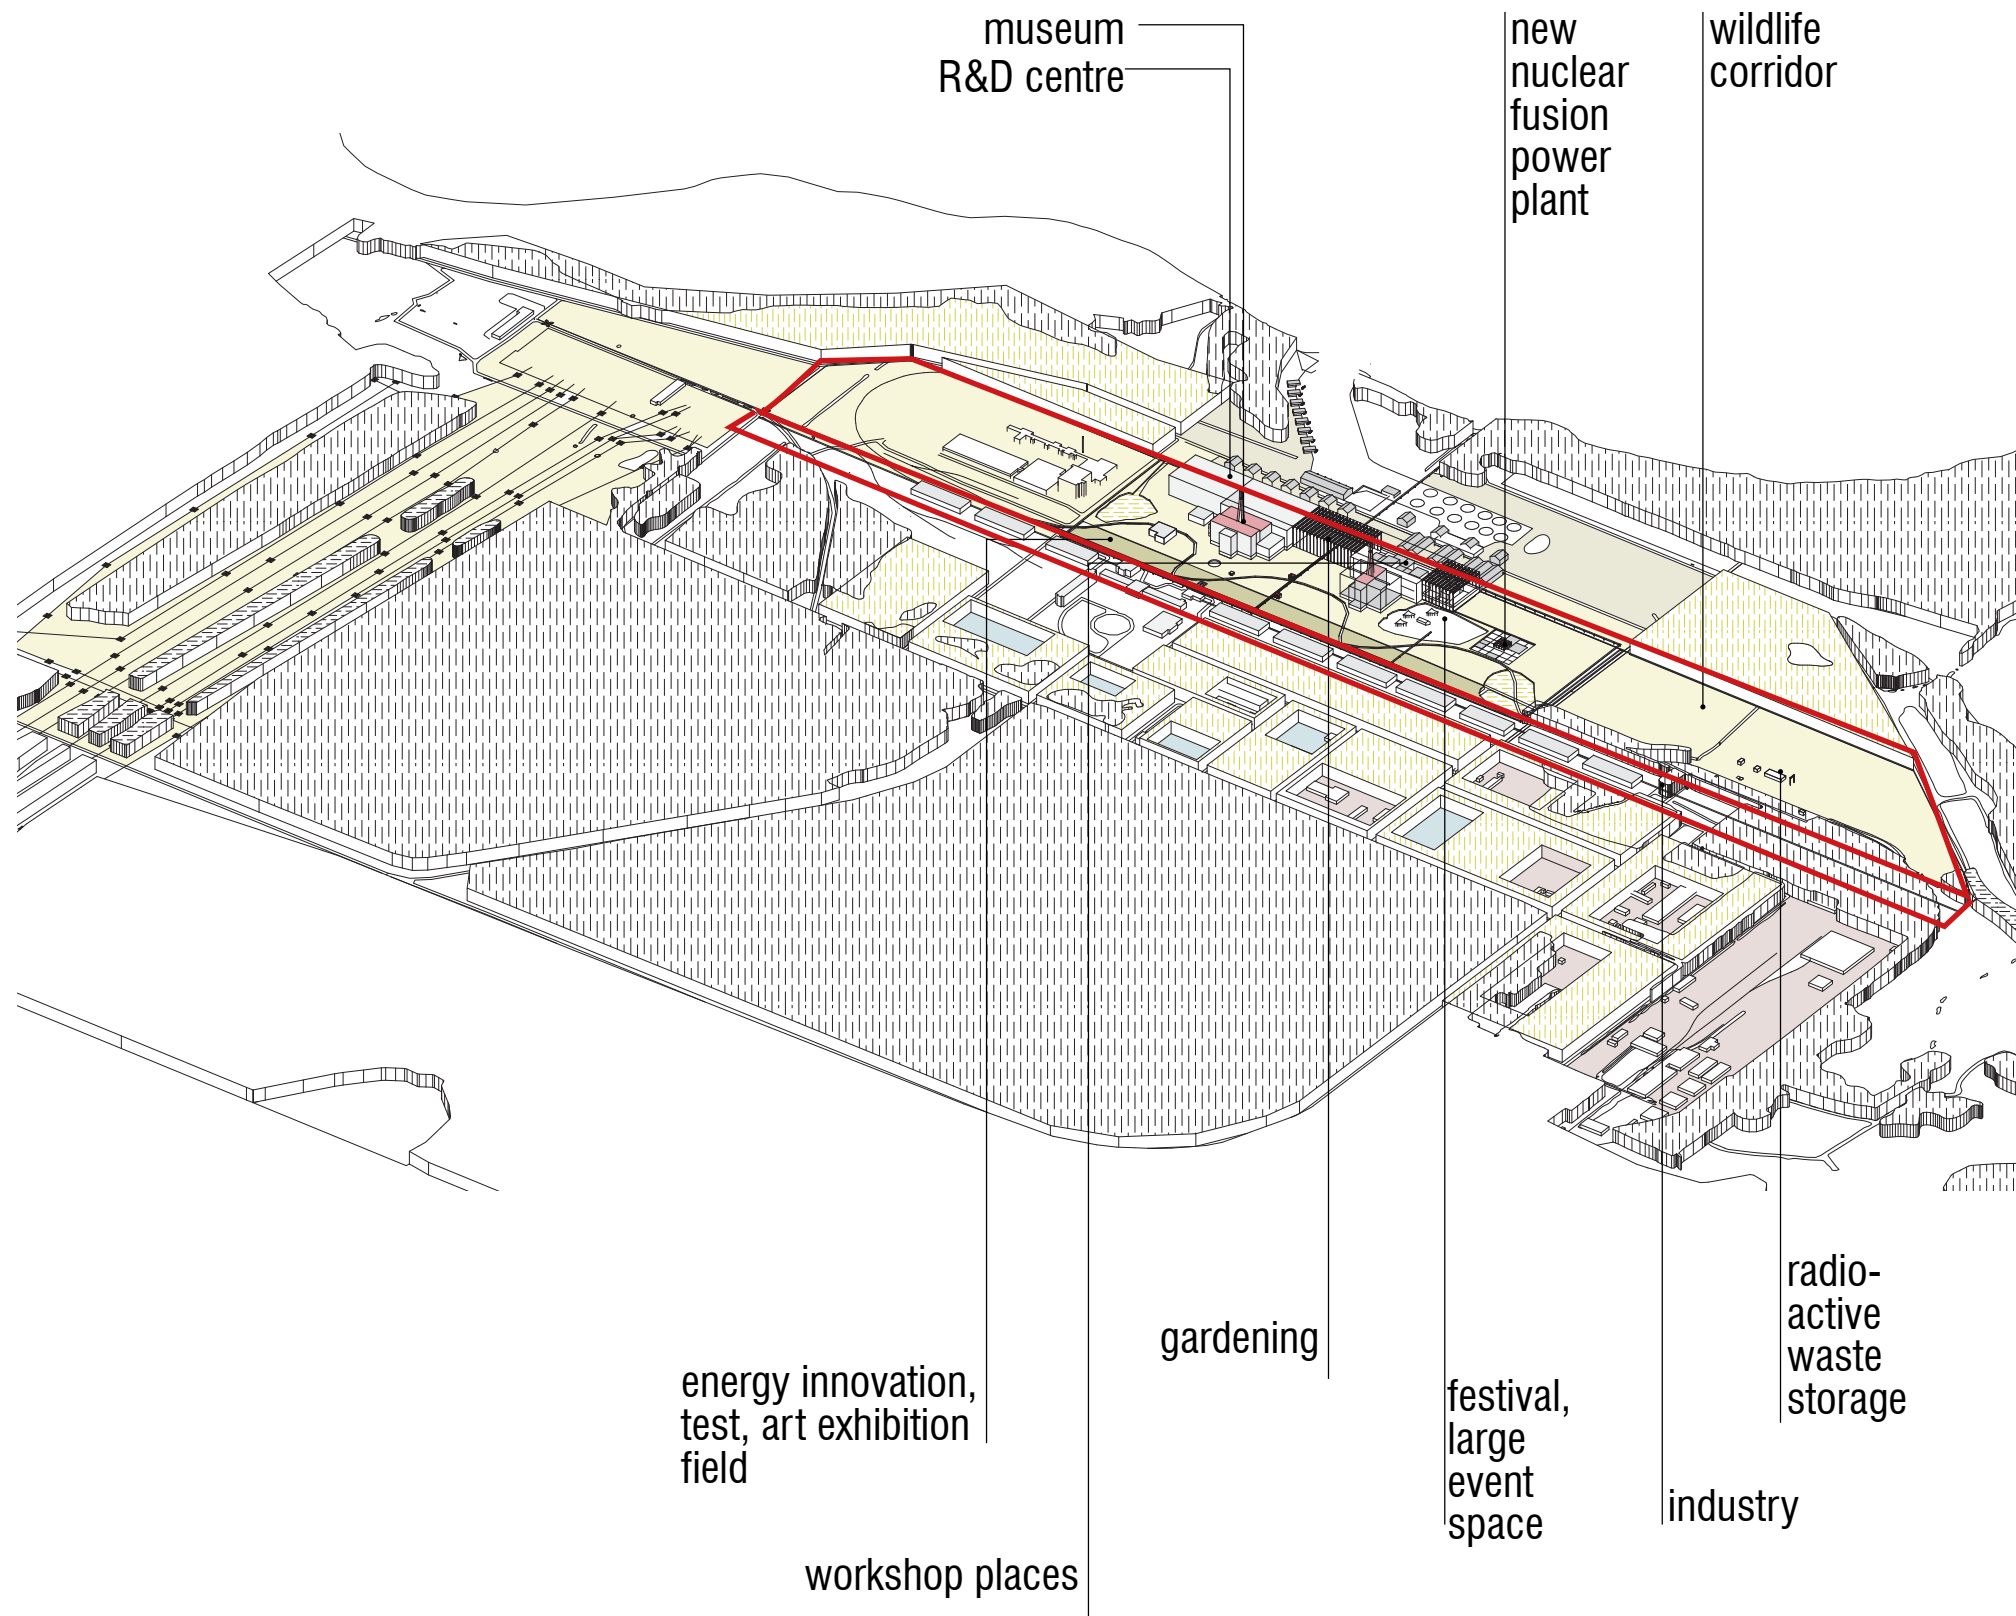 museum
R&D centre
new
nuclear
fusion
power
plant
wildlife
corridor
radio-
active
waste
storage
gardening
energy innovation,
test, art exhibition
field
festival,
large
event
space
industry
workshop places